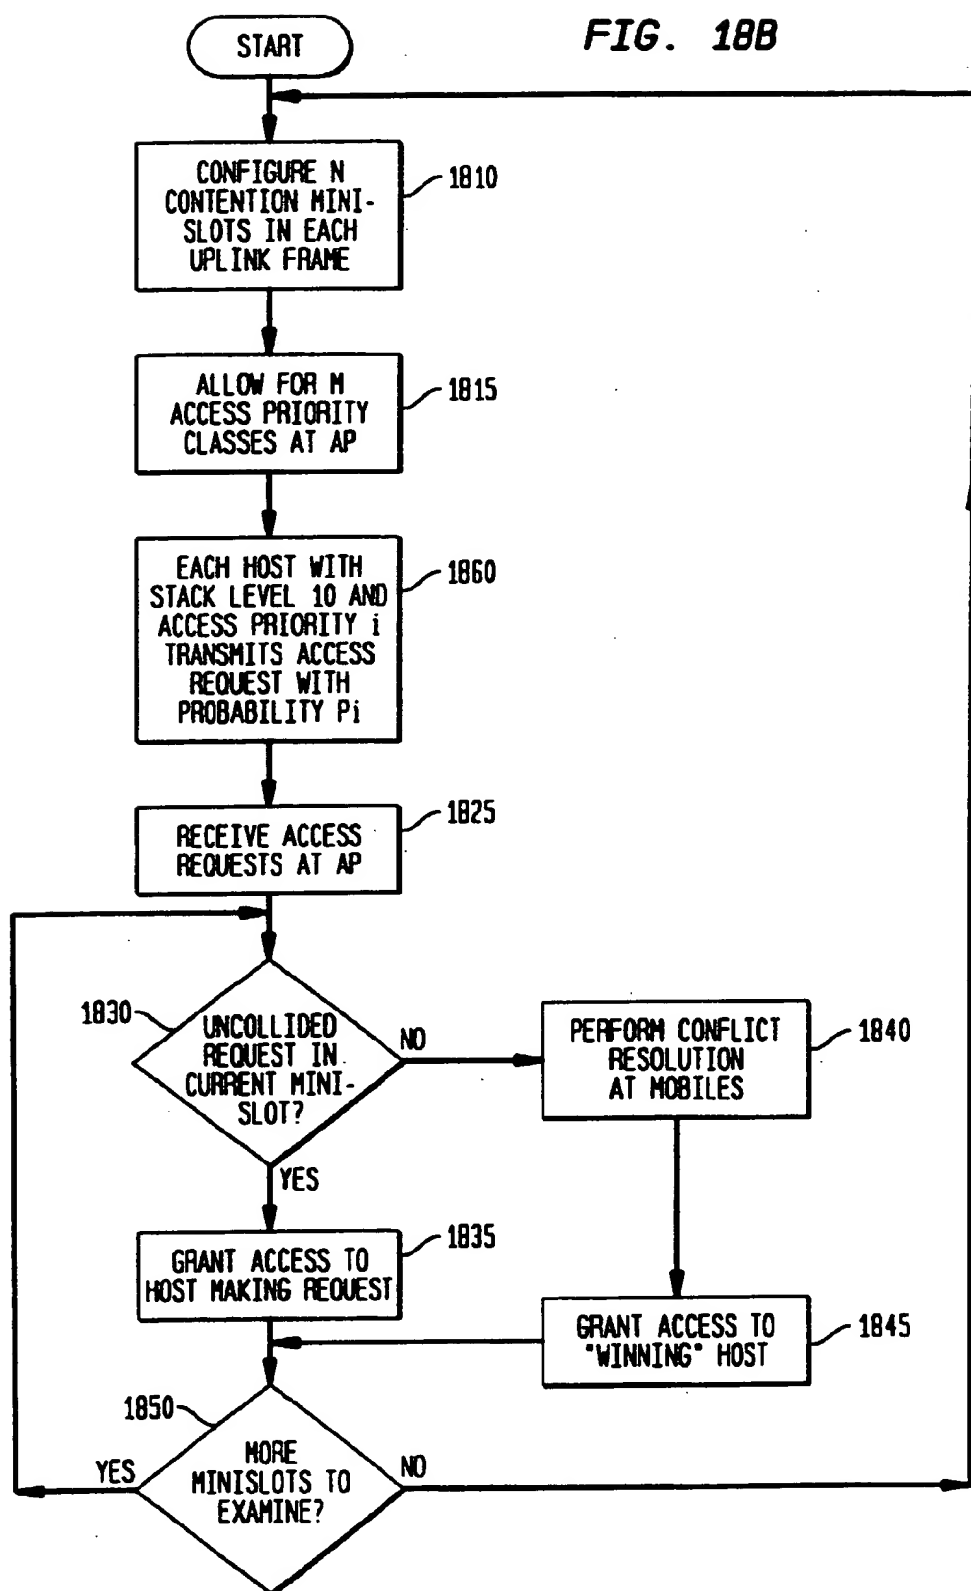 FIG. 18B
START
CONFIGURE N
CONTENTION MINI-
SLOTS IN EACH
UPLINK FRAME
1810
ALLOW FOR M
ACCESS PRIORITY
CLASSES AT AP
1815
EACH HOST WITH
STACK LEVEL 10 AND
ACCESS PRIORITY i
TRANSMITS ACCESS
REQUEST WITH
PROBABILITY Pi
1860
RECEIVE ACCESS
REQUESTS AT AP
1825
1830
UNCOLLIDED
REQUEST IN
CURRENT MINI-
SLOT?
NO
YES
PERFORM CONFLICT
RESOLUTION
AT MOBILES
1840
GRANT ACCESS TO
HOST MAKING REQUEST
1835
GRANT ACCESS TO
"WINNING" HOST
1845
1850
MORE
MINISLOTS TO
EXAMINE?
YES
NO